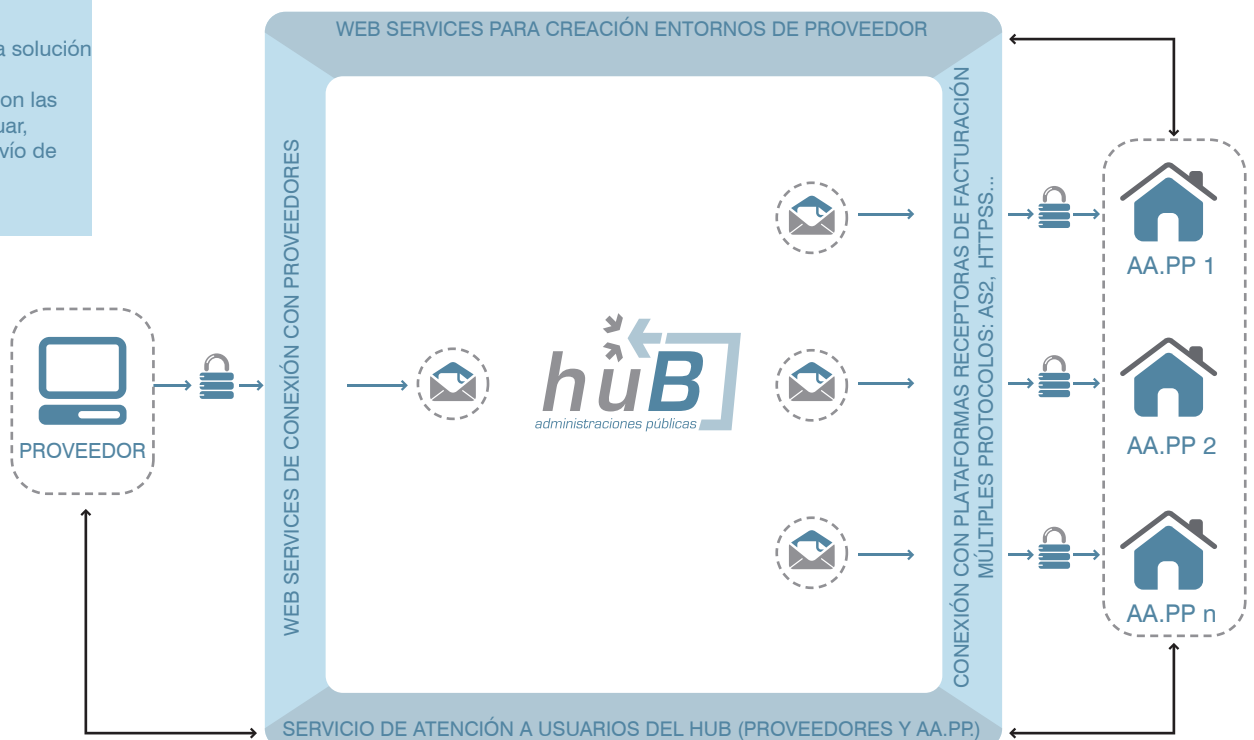 a solución
on las
uar,
vío de
WEB SERVICES PARA CREACIÓN ENTORNOS DE PROVEEDOR
WEB SERVICES DE CONEXIÓN CON PROVEEDORES
PROVEEDOR
huB
administraciones públicas
CONEXIÓN CON PLATAFORMAS RECEPTORAS DE FACTURACIÓN
MÚLTIPLES PROTOCOLOS: AS2, HTTPSS...
AA.PP 1
AA.PP 2
AA.PP n
SERVICIO DE ATENCIÓN A USUARIOS DEL HUB (PROVEEDORES Y AA.PP.)